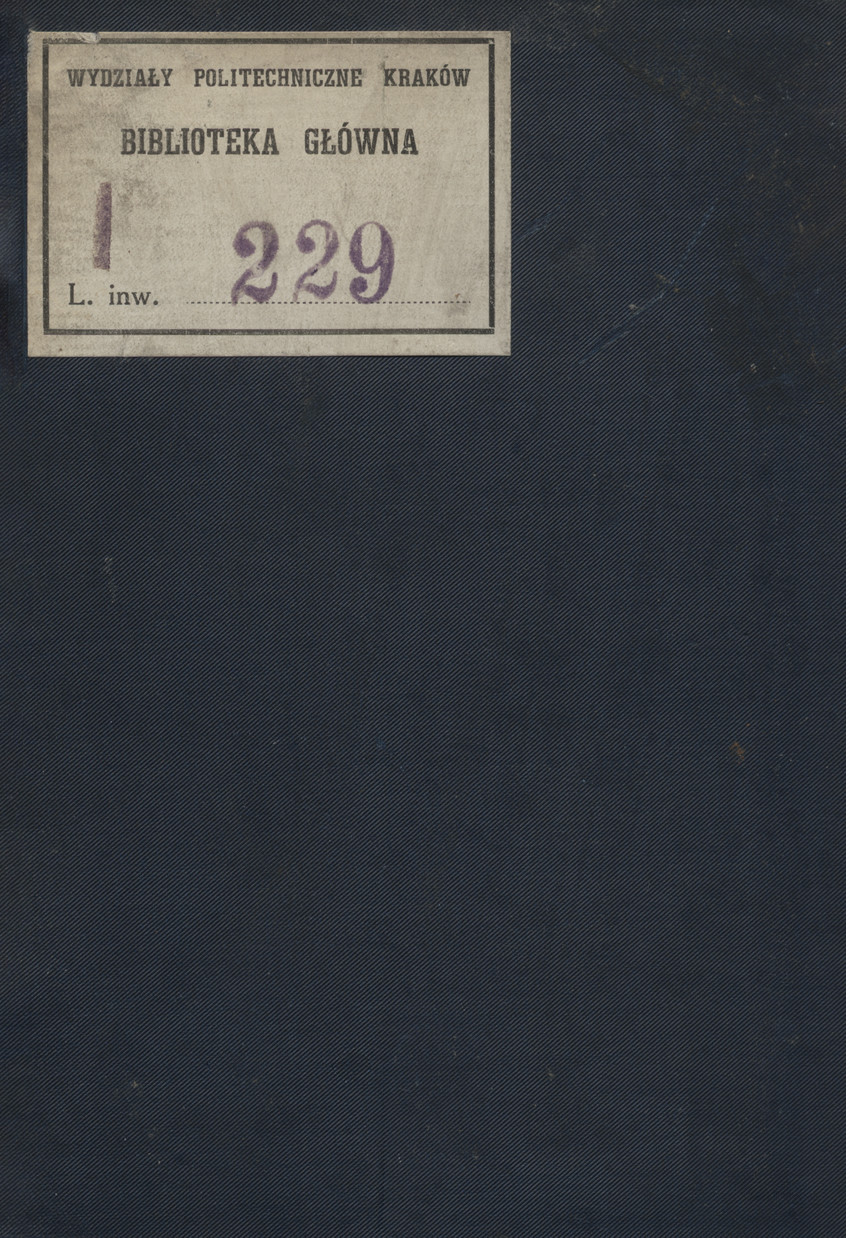 WYDZIAŁY POLITECHNICZNE KRAKÓW
BIBLIOTEKA GŁÓWNA
I
L. inw. 229